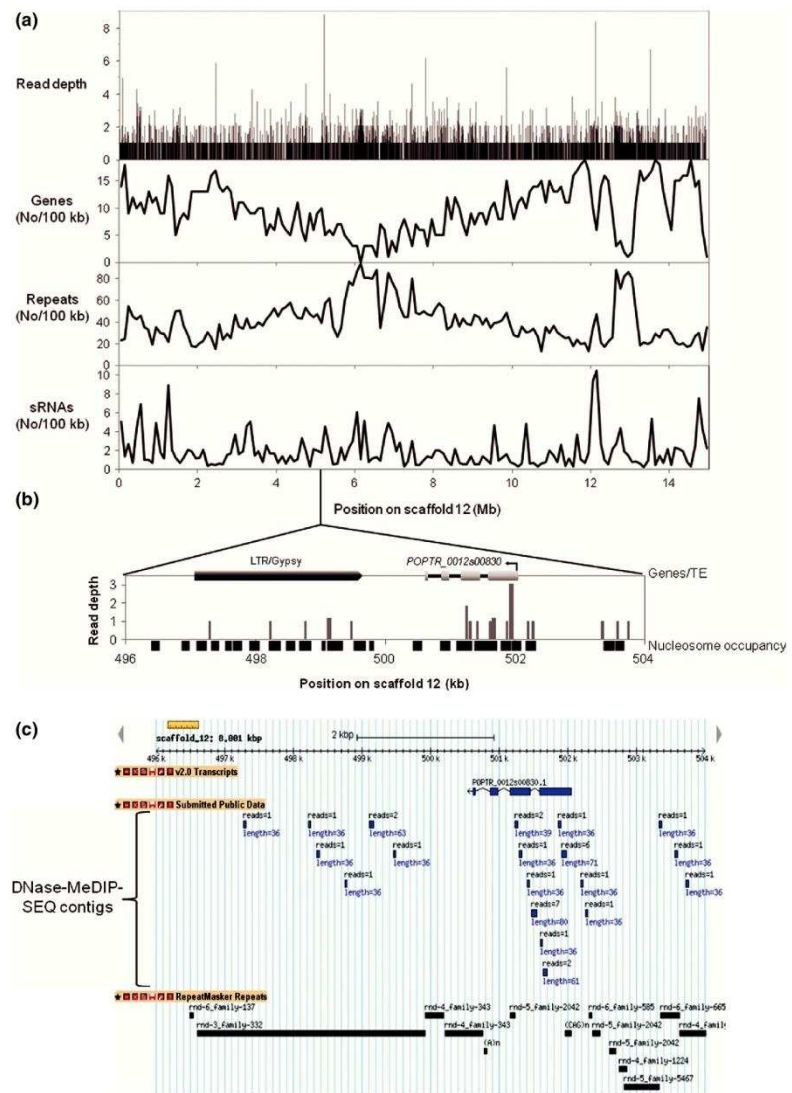 (a)
Read depth
8
6
4
2
0
Genes
(No/100 kb)
15
10
5
0
Repeats
(No/100 kb)
80
60
40
20
0
sRNAs
(No/100 kb)
10
8
6
4
2
0
0 2 4 6 8 10 12 14
Position on scaffold 12 (Mb)
(b)
LTR/Gypsy
POPTR_0012s00830
Genes/TE
Read depth
3
2
1
0
Nucleosome occupancy
496 498 500 502 504
Position on scaffold 12 (kb)
(c)
scaffold_12: 8.001 kbp
2 kbp
496 k 497 k 498 k 499 k 500 k 501 k 502 k 503 k 504 k
v2.0 Transcripts
POPTR_0012s00830.1
Submitted Public Data
DNase-MeDIP-
SEQ contigs
reads=1 reads=1 reads=2 reads=2 reads=1 reads=1
length=36 length=36 length=63 length=39 length=36 length=36
reads=1 reads=1 reads=1 reads=6 reads=1
length=36 length=36 length=36 length=71 length=36
reads=1 reads=1 reads=1 reads=1
length=36 length=36 length=36 length=36
reads=7 reads=1
length=80 length=36
reads=1
length=36
reads=2
length=61
RepeatMasker Repeats
rnd-6_family-137 rnd-4_family-343 rnd-5_family-2042 rnd-6_family-585 rnd-6_family-665
rnd-3_family-332 rnd-4_family-343 (CAG)n rnd-5_family-2042 rnd-4_family-
(A)n rnd-5_family-2042
rnd-4_family-1224
rnd-5_family-5467